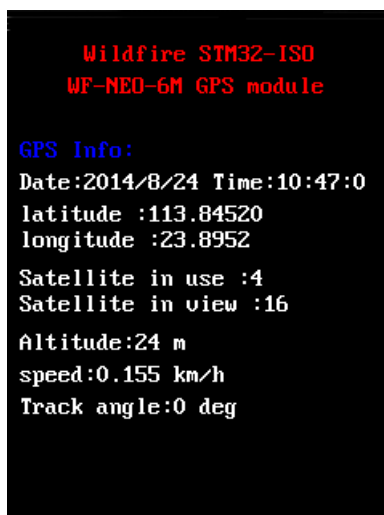 Wildfire STM32-ISO
WF-NEO-6M GPS module
GPS Info:
Date:2014/8/24 Time:10:47:0
latitude :113.84520
longitude :23.8952
Satellite in use :4
Satellite in view :16
Altitude:24 m
speed:0.155 km/h
Track angle:0 deg